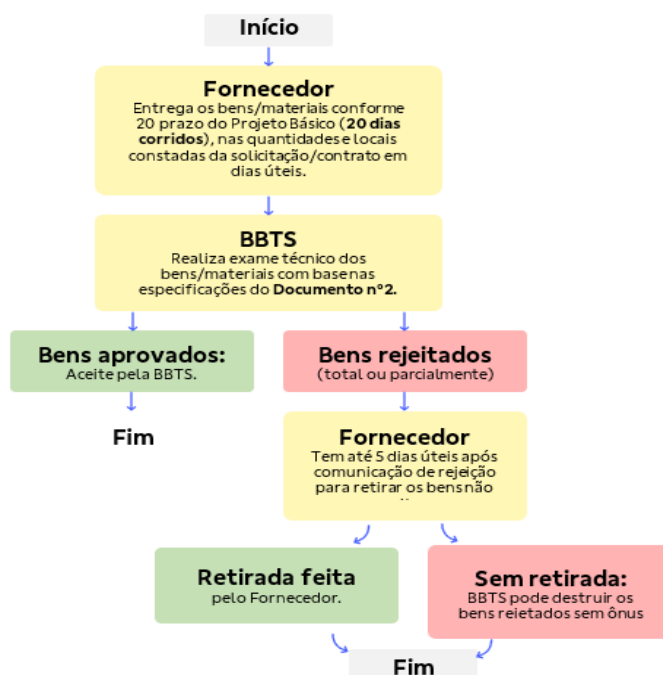 Início
Fornecedor
Entrega os bens/materiais conforme
20 prazo do Projeto Básico (20 dias
corridos), nas quantidades e locais
constadas da solicitação/contrato em
dias úteis.
BBTS
Realiza exame técnico dos
bens/materiais com base nas
especificações do Documento nº2.
Bens aprovados:
Aceite pela BBTS.
Bens rejeitados
(total ou parcialmente)
Fim
Fornecedor
Tem até 5 dias úteis após
comunicação de rejeição
para retirar os bens não
Retirada feita
pelo Fornecedor.
Sem retirada:
BBTS pode destruir os
bens rejeitados sem ônus
Fim